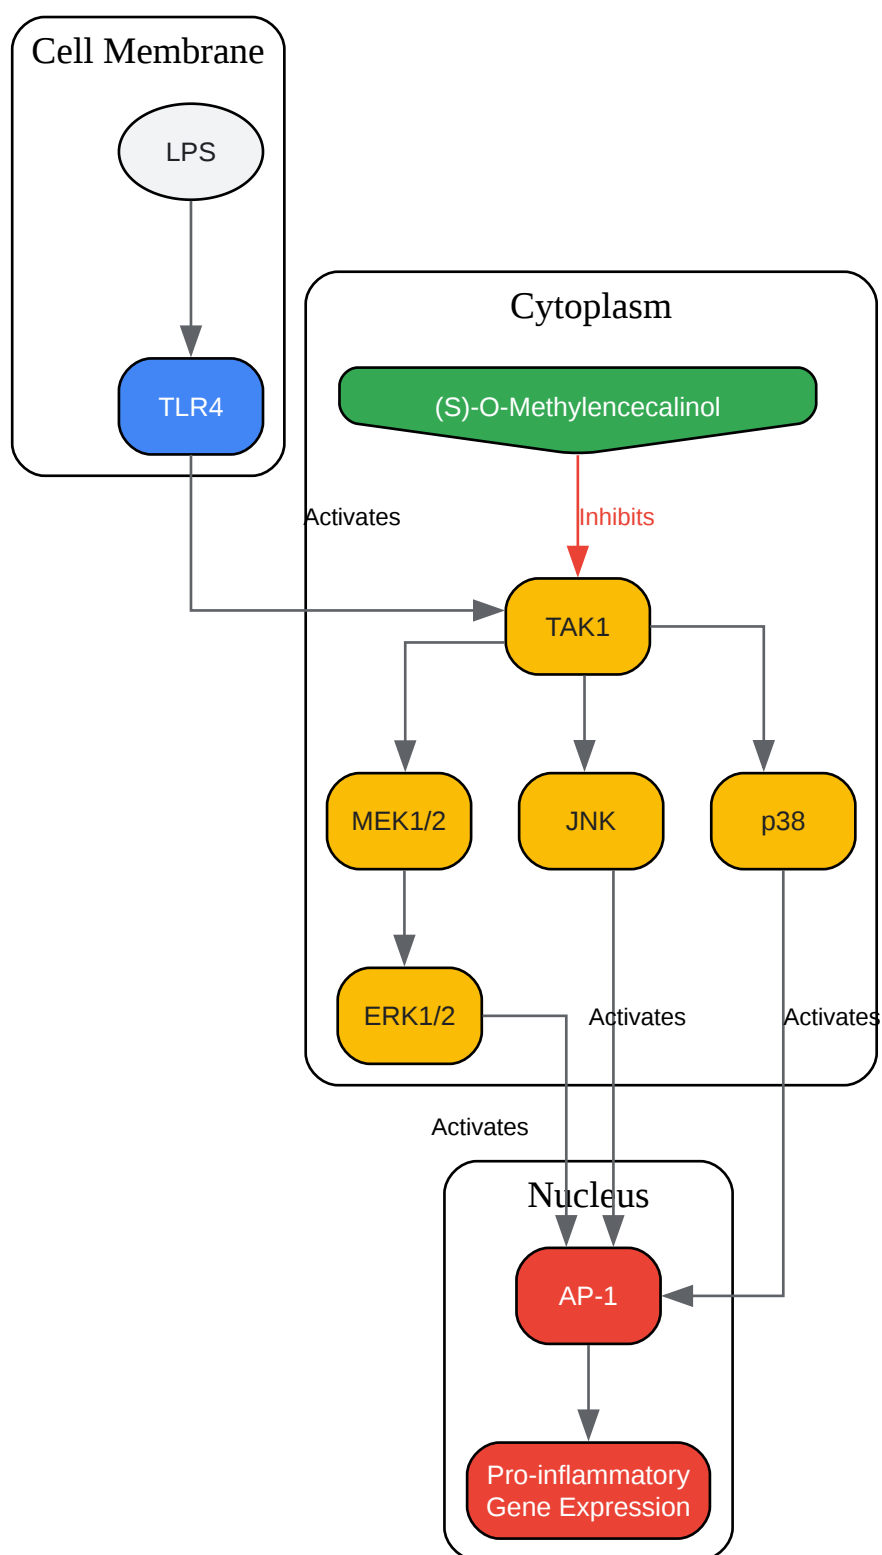 Cell Membrane
LPS
TLR4
Cytoplasm
(S)-O-Methylencecalinol
Activates
Inhibits
TAK1
MEK1/2
JNK
p38
ERK1/2
Activates
Activates
Activates
Nucleus
AP-1
Pro-inflammatory
Gene Expression